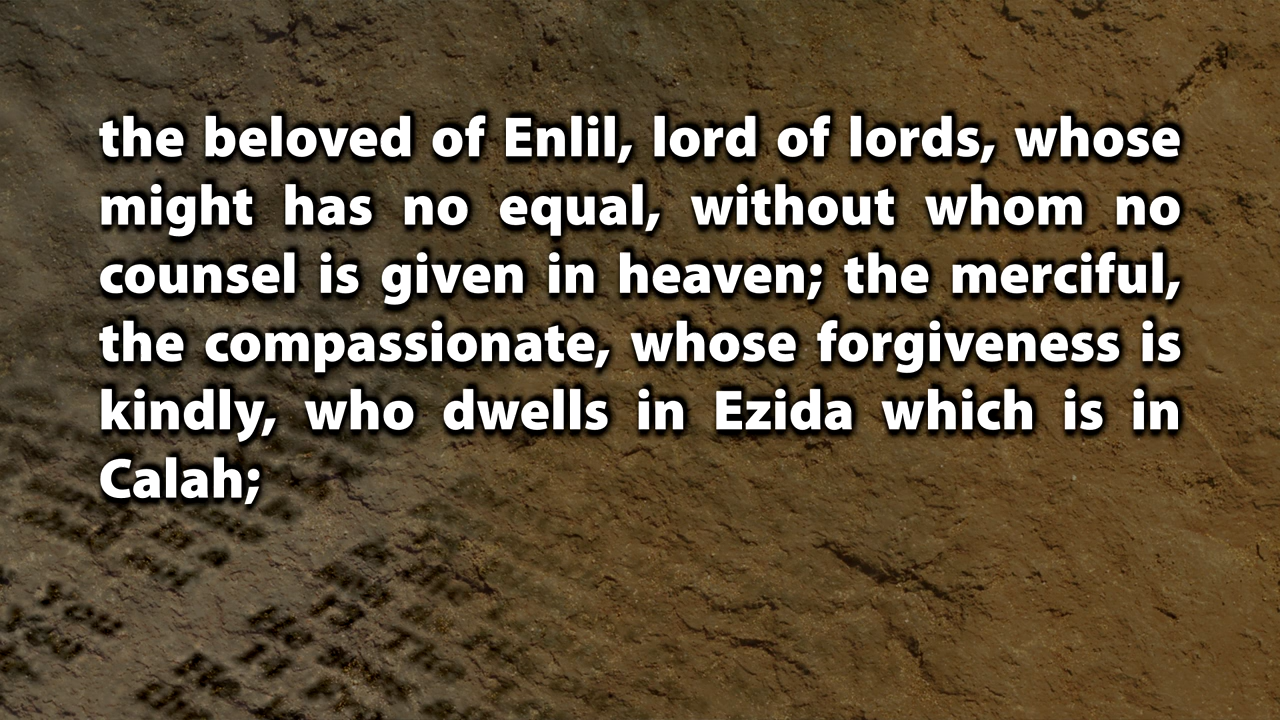 the beloved of Enlil, lord of lords, whose
might has no equal, without whom no
counsel is given in heaven; the merciful,
the compassionate, whose forgiveness is
kindly, who dwells in Ezida which is in
Calah;